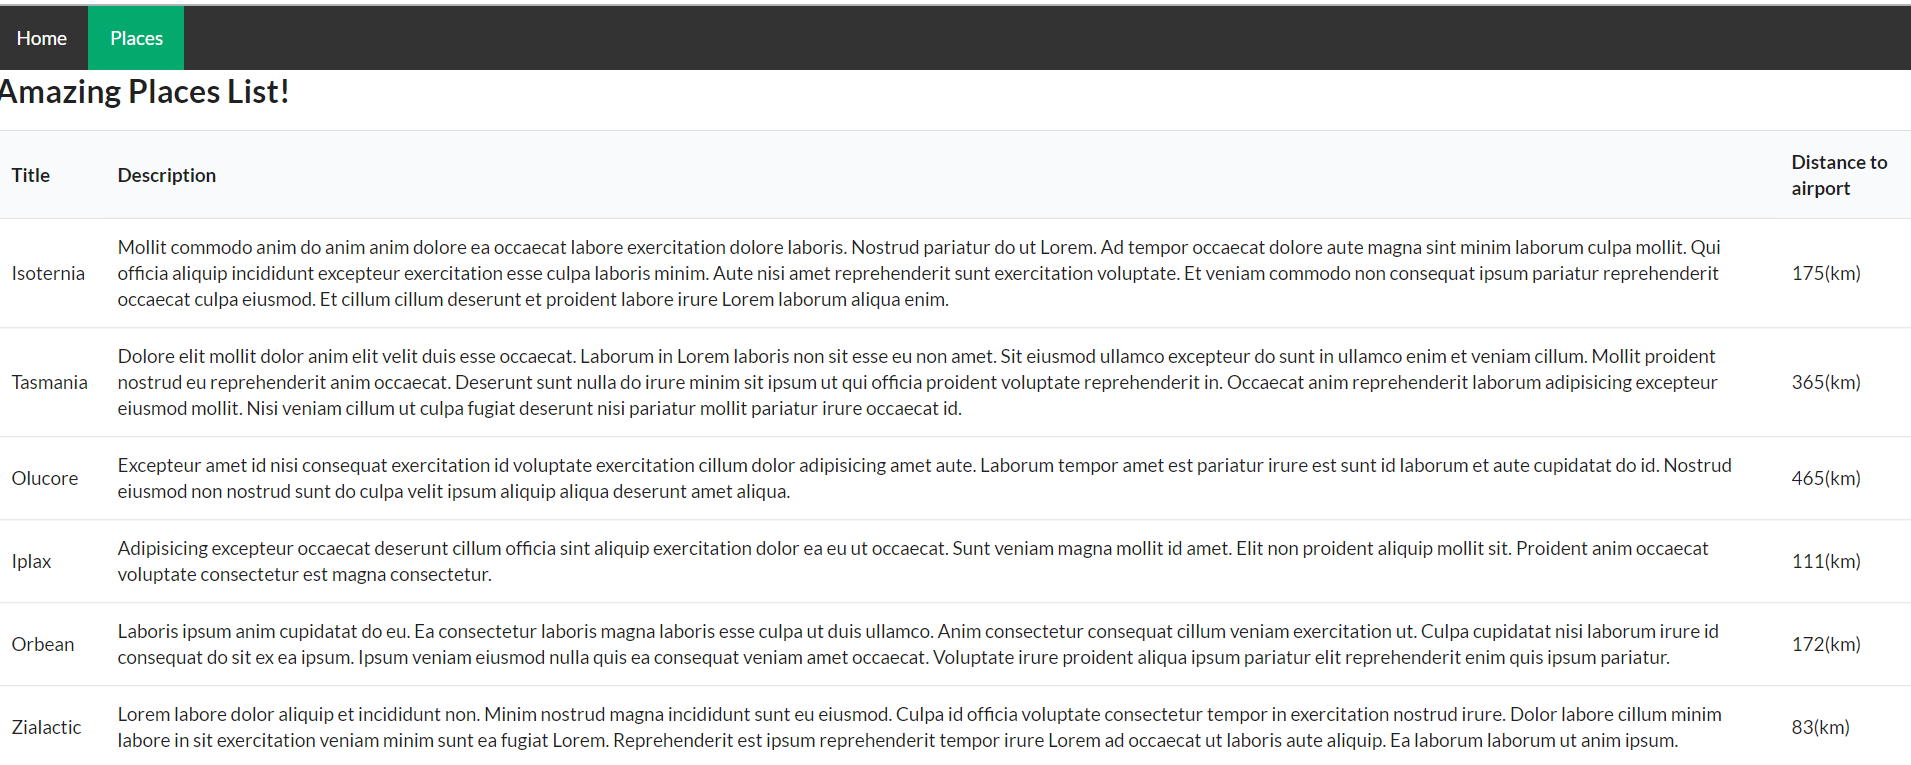 Home Places
Amazing Places List!
Title Description Distance to
airport
Isoternia
Mollit commodo anim do anim anim dolore ea occaecat labore exercitation dolore laboris. Nostrud pariatur do ut Lorem. Ad tempor occaecat dolore aute magna sint minim laborum culpa mollit. Qui
officia aliquip incididunt excepteur exercitation esse culpa laboris minim. Aute nisi amet reprehenderit sunt exercitation voluptate. Et veniam commodo non consequat ipsum pariatur reprehenderit
occaecat culpa eiusmod. Et cillum cillum deserunt et proident labore irure Lorem laborum aliqua enim.
175(km)
Tasmania
Dolore elit mollit dolor anim elit velit duis esse occaecat. Laborum in Lorem laboris non sit esse eu non amet. Sit eiusmod ullamco excepteur do sunt in ullamco enim et veniam cillum. Mollit proident
nostrud eu reprehenderit anim occaecat. Deserunt sunt nulla do irure minim sit ipsum ut qui officia proident voluptate reprehenderit in. Occaecat anim reprehenderit laborum adipisicing excepteur
eiusmod mollit. Nisi veniam cillum ut culpa fugiat deserunt nisi pariatur mollit pariatur irure occaecat id.
365(km)
Olucore
Excepteur amet id nisi consequat exercitation id voluptate exercitation cillum dolor adipisicing amet aute. Laborum tempor amet est pariatur irure est sunt id laborum et aute cupidatat do id. Nostrud
eiusmod non nostrud sunt do culpa velit ipsum aliquip aliqua deserunt amet aliqua.
465(km)
Iplax
Adipisicing excepteur occaecat deserunt cillum officia sint aliquip exercitation dolor ea eu ut occaecat. Sunt veniam magna mollit id amet. Elit non proident aliquip mollit sit. Proident anim occaecat
voluptate consectetur est magna consectetur.
111(km)
Orbean
Laboris ipsum anim cupidatat do eu. Ea consectetur laboris magna laboris esse culpa ut duis ullamco. Anim consectetur consequat cillum veniam exercitation ut. Culpa cupidatat nisi laborum irure id
consequat do sit ex ea ipsum. Ipsum veniam eiusmod nulla quis ea consequat veniam amet occaecat. Voluptate irure proident aliqua ipsum pariatur elit reprehenderit enim quis ipsum pariatur.
172(km)
Zialactic
Lorem labore dolor aliquip et incididunt non. Minim nostrud magna incididunt sunt eu eiusmod. Culpa id officia voluptate consectetur tempor in exercitation nostrud irure. Dolor labore cillum minim
labore in sit exercitation veniam minim sunt ea fugiat Lorem. Reprehenderit est ipsum reprehenderit tempor irure Lorem ad occaecat ut laboris aute aliquip. Ea laborum laborum ut anim ipsum.
83(km)